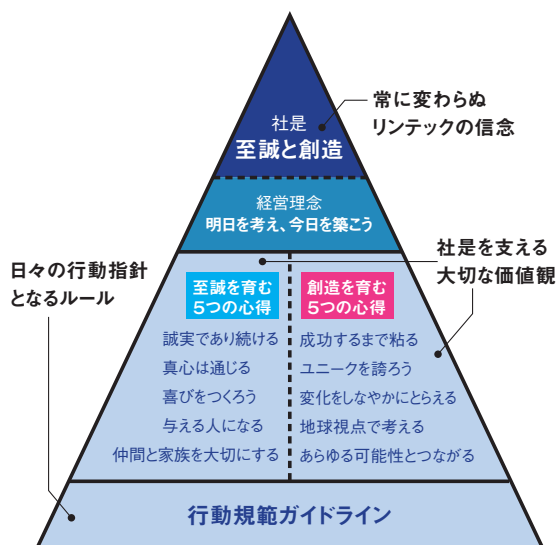 常に変わらぬ
リンテックの信念
社是
至誠と創造
経営理念
明日を考え、今日を築こう
社是を支える
大切な価値観
日々の行動指針
となるルール
至誠を育む
5つの心得
誠実であり続ける
真心は通じる
喜びをつくろう
与える人になる
仲間と家族を大切にする
創造を育む
5つの心得
成功するまで粘る
ユニークを誇ろう
変化をしなやかにとらえる
地球視点で考える
あらゆる可能性とつながる
行動規範ガイドライン